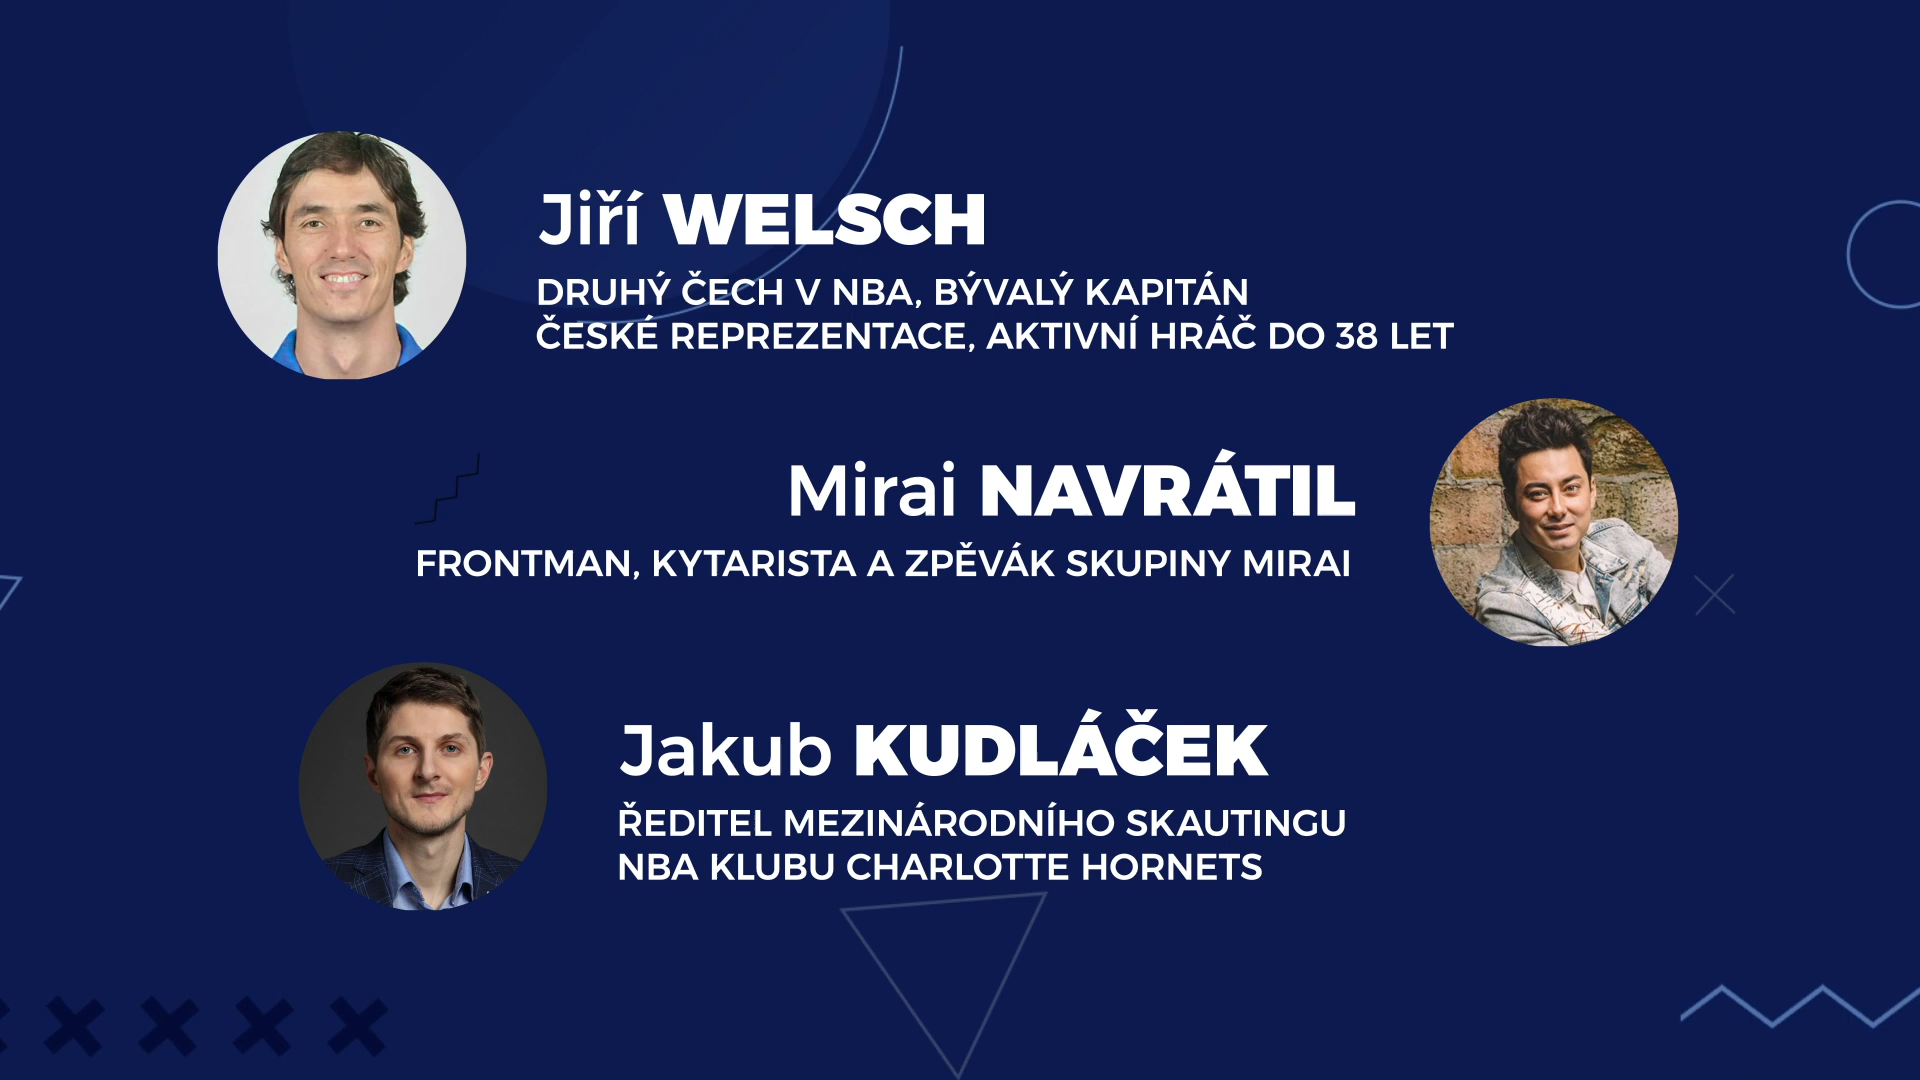 Jiří WELSCH
DRUHÝ ČECH V NBA, BÝVALÝ KAPITÁN
ČESKÉ REPREZENTACE, AKTIVNÍ HRÁČ DO 38 LET
Mirai NAVRÁTIL
FRONTMAN, KYTARISTA A ZPĚVÁK SKUPINY MIRAI
Jakub KUDLÁČEK
ŘEDITEL MEZINÁRODNÍHO SKAUTINGU
NBA KLUBU CHARLOTTE HORNETS